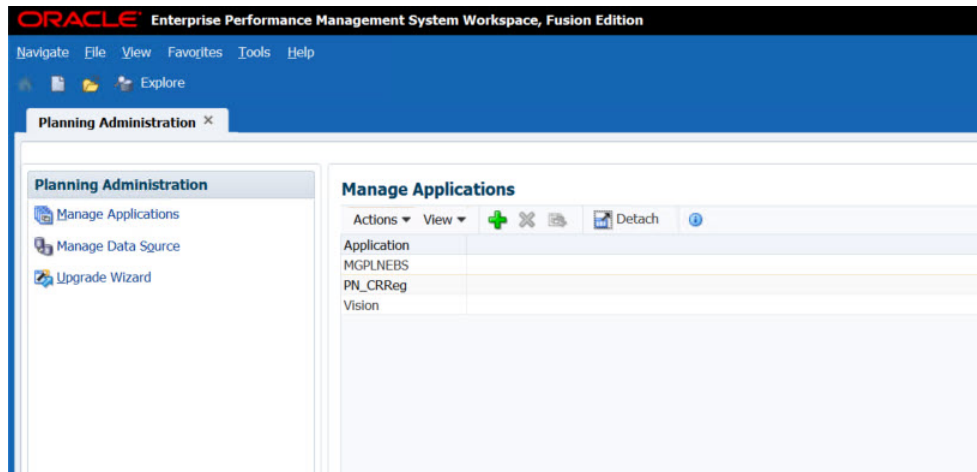 ORACLE® Enterprise Performance Management System Workspace, Fusion Edition
Navigate File View Favorites Tools Help
Explore
Planning Administration ×
Planning Administration
Manage Applications
Manage Data Source
Upgrade Wizard
Manage Applications
Actions View Detach
Application
MGPLNEBS
PN_CRReg
Vision